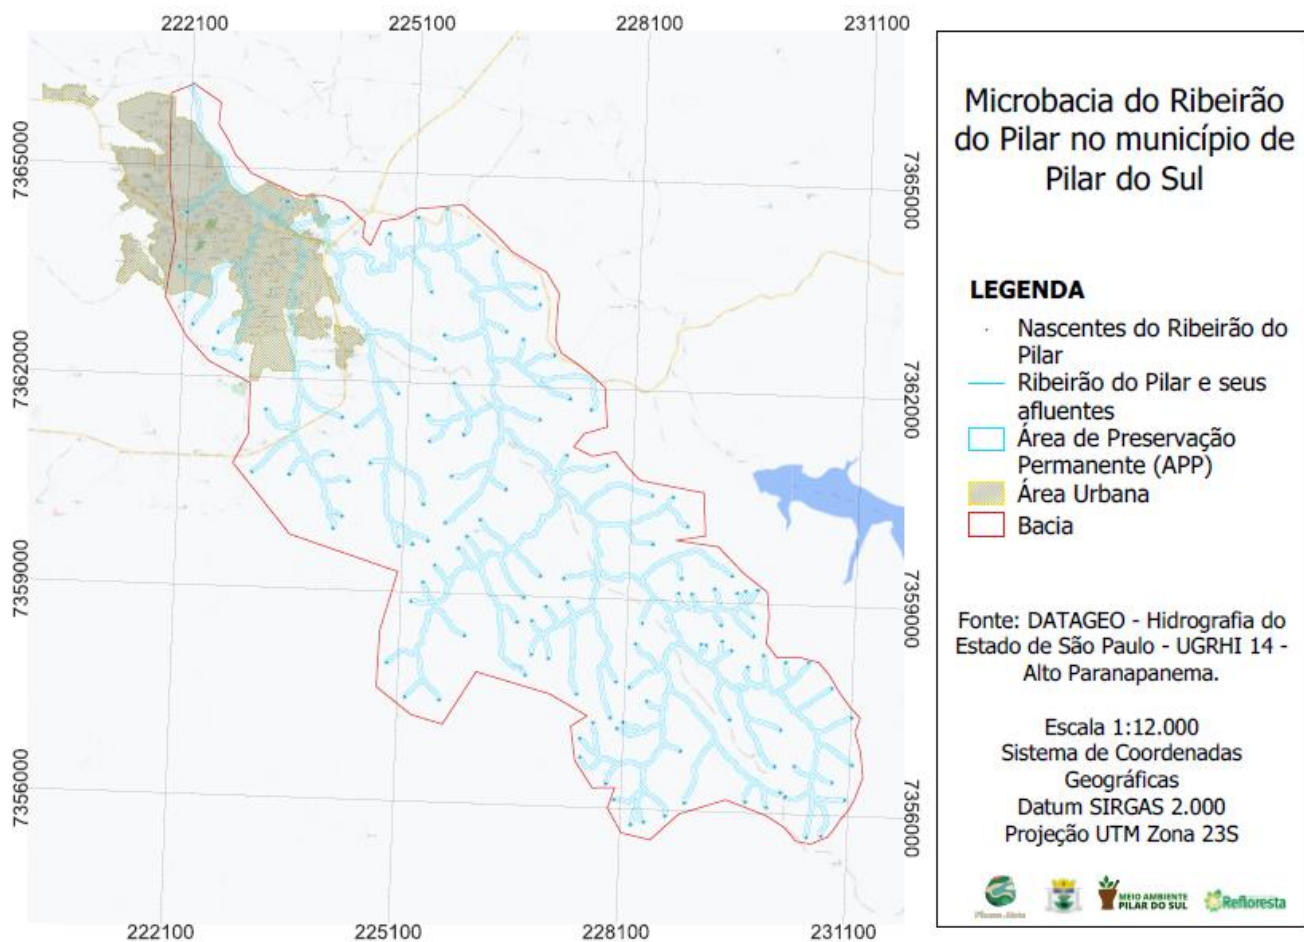 222100
225100
228100
231100
7365000
7362000
7359000
7356000
7365000
7362000
7359000
7356000
222100
225100
228100
231100
Microbacia do Ribeirão
do Pilar no município de
Pilar do Sul
LEGENDA
Nascentes do Ribeirão do
Pilar
Ribeirão do Pilar e seus
afluentes
Área de Preservação
Permanente (APP)
Área Urbana
Bacia
Fonte: DATAGEO - Hidrografia do
Estado de São Paulo - UGRHI 14 -
Alto Paranapanema.
Escala 1:12.000
Sistema de Coordenadas
Geográficas
Datum SIRGAS 2.000
Projeção UTM Zona 23S
MEIO AMBIENTE
PILAR DO SUL
Refloresta